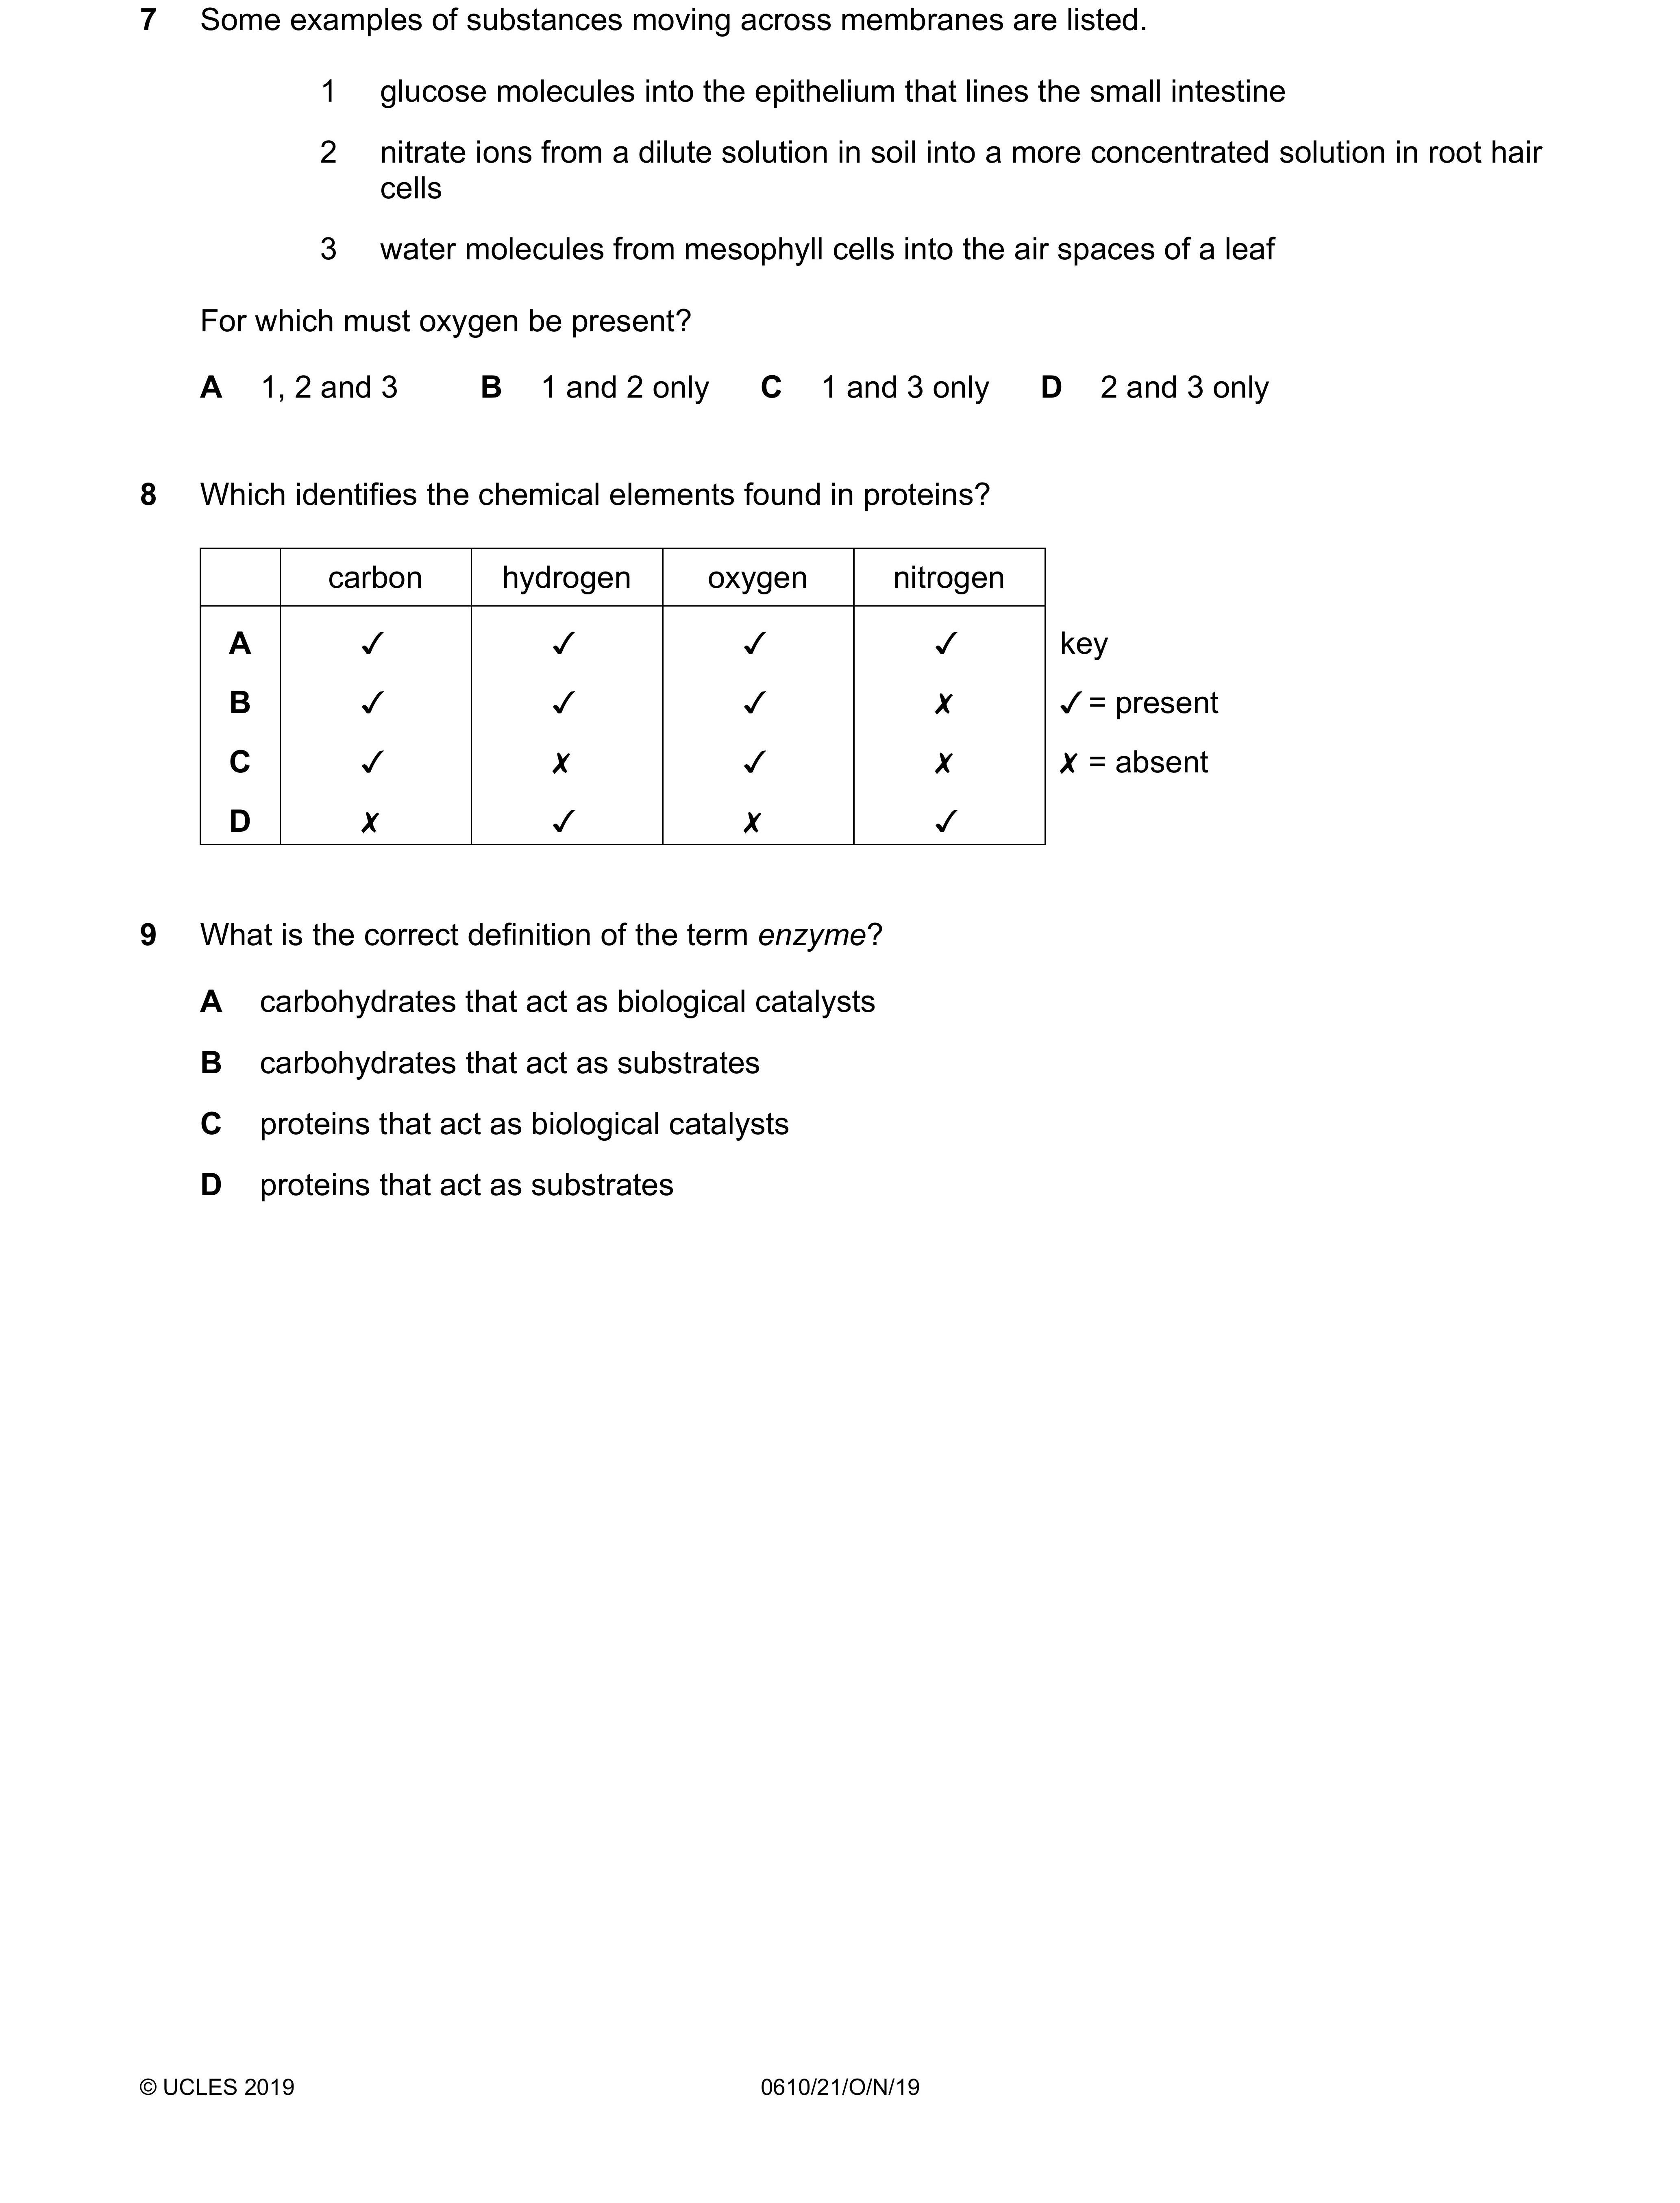 7 Some examples of substances moving across membranes are listed.
1 glucose molecules into the epithelium that lines the small intestine
2 nitrate ions from a dilute solution in soil into a more concentrated solution in root hair
cells
3 water molecules from mesophyll cells into the air spaces of a leaf
For which must oxygen be present?
A 1, 2 and 3 B 1 and 2 only C 1 and 3 only D 2 and 3 only
8 Which identifies the chemical elements found in proteins?
carbon hydrogen oxygen nitrogen
A ✓ ✓ ✓ ✓ key
B ✓ ✓ ✓ ✗ ✓ = present
C ✓ ✗ ✓ ✗ ✗ = absent
D ✗ ✓ ✗ ✓
9 What is the correct definition of the term enzyme?
A carbohydrates that act as biological catalysts
B carbohydrates that act as substrates
C proteins that act as biological catalysts
D proteins that act as substrates
© UCLES 2019 0610/21/O/N/19